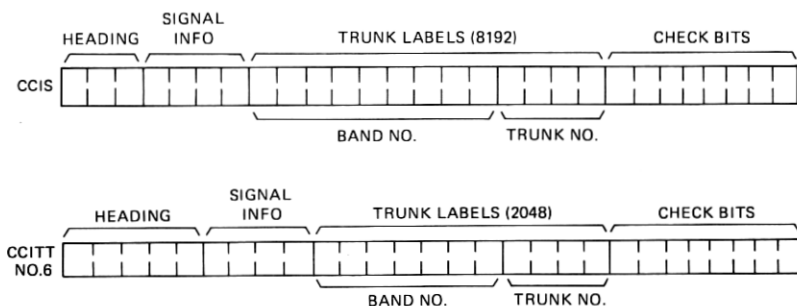 SIGNAL
HEADING INFO TRUNK LABELS (8192) CHECK BITS
CCIS
BAND NO. TRUNK NO.
SIGNAL
HEADING INFO TRUNK LABELS (2048) CHECK BITS
CCITT
NO.6
BAND NO. TRUNK NO.